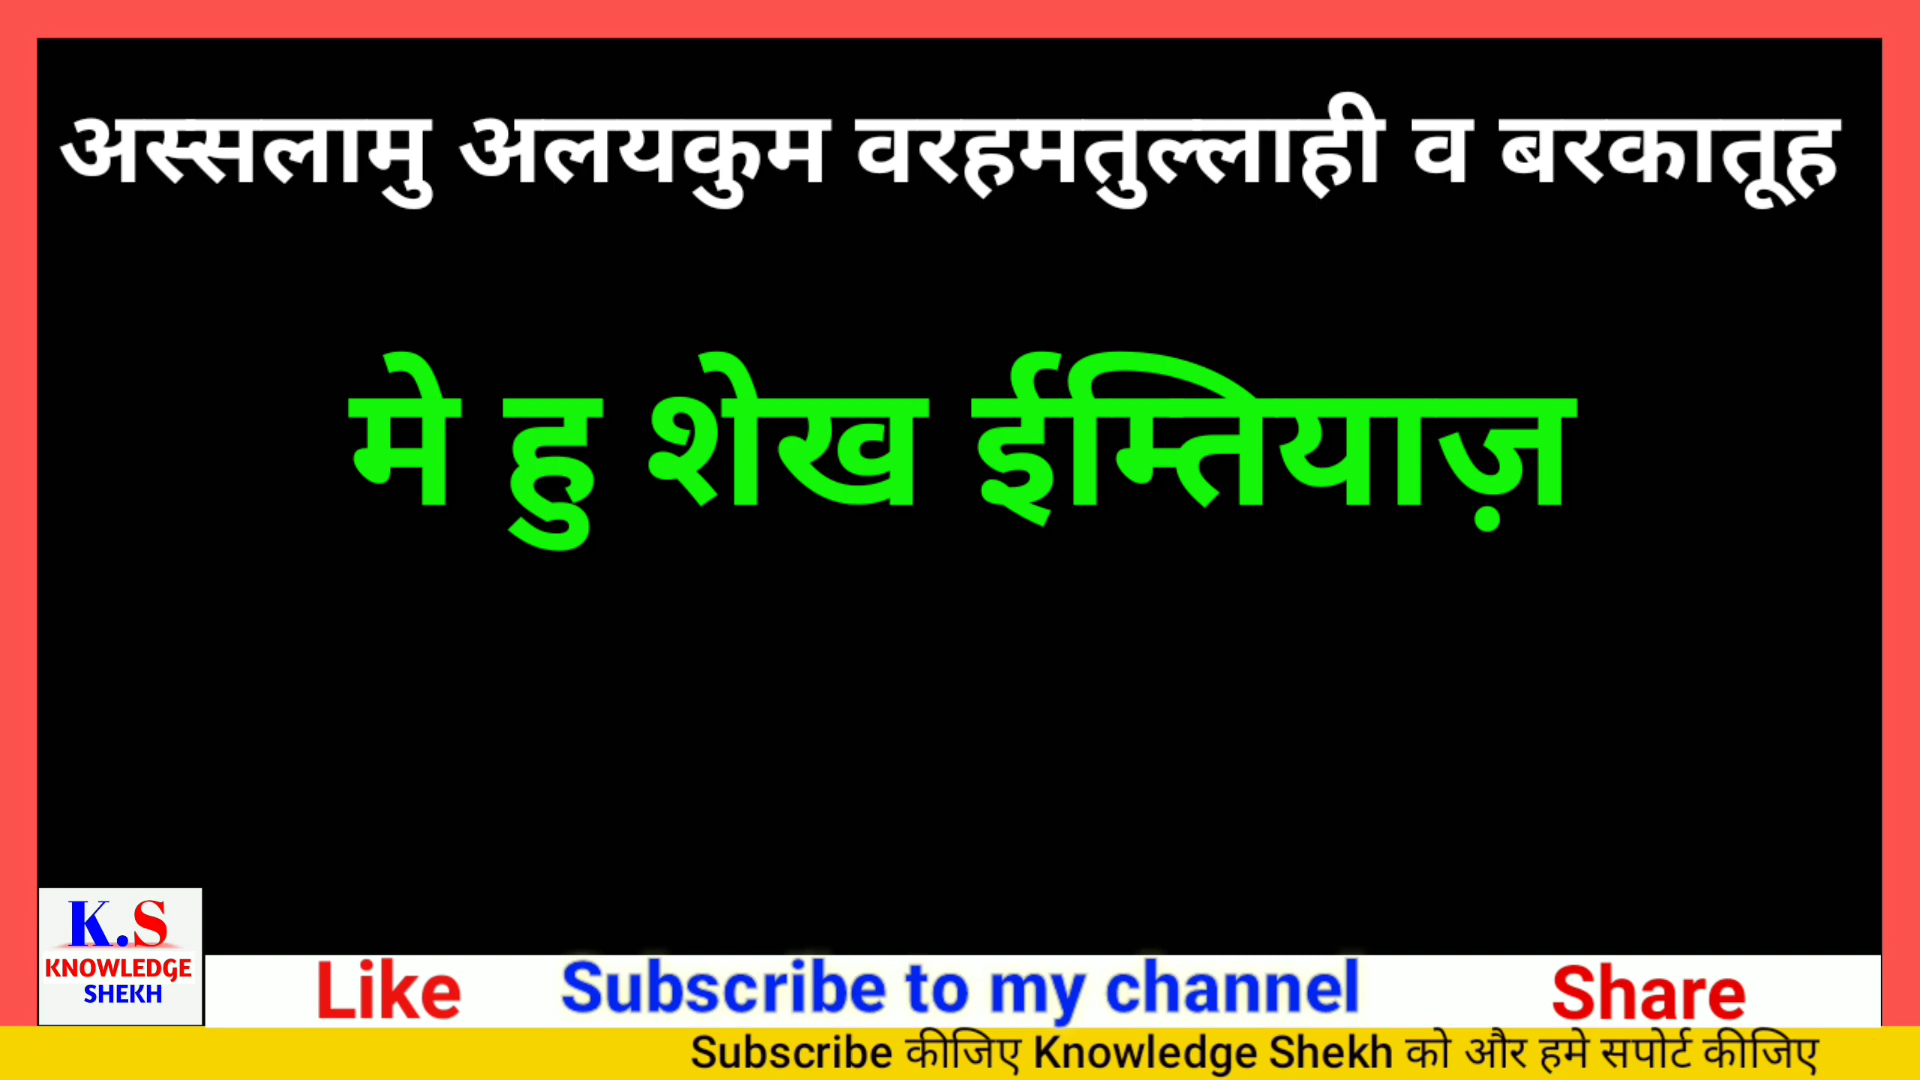 अस्सलामु अलयकुम वरहमतुल्लाही व बरकातूह
मे हु शेख ईम्तियाज़
K.S
KNOWLEDGE
SHEKH
Like Subscribe to my channel Share
Subscribe कीजिए Knowledge Shekh को और हमे सपोर्ट कीजिए